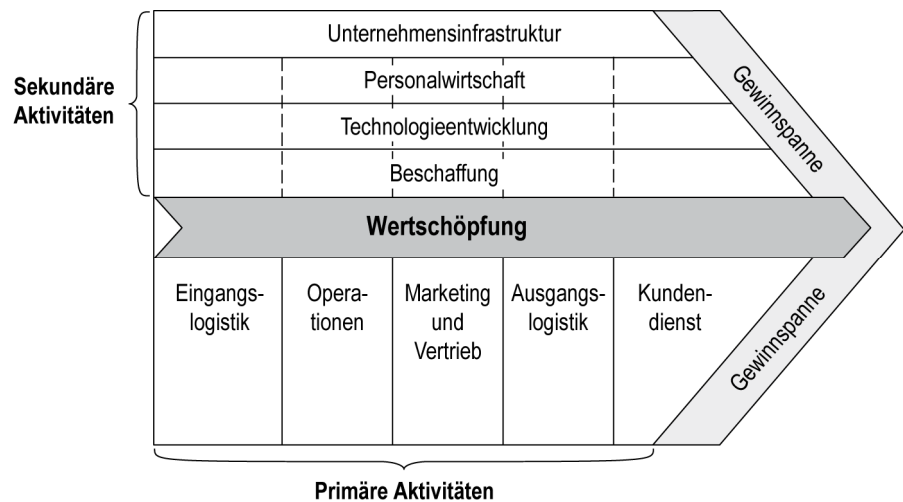 Unternehmensinfrastruktur
Sekundäre
Aktivitäten
Personalwirtschaft
Technologieentwicklung
Beschaffung
Gewinnspanne
Wertschöpfung
Eingangs-
logistik
Opera-
tionen
Marketing
und
Vertrieb
Ausgangs-
logistik
Kunden-
dienst
Gewinnspanne
Primäre Aktivitäten